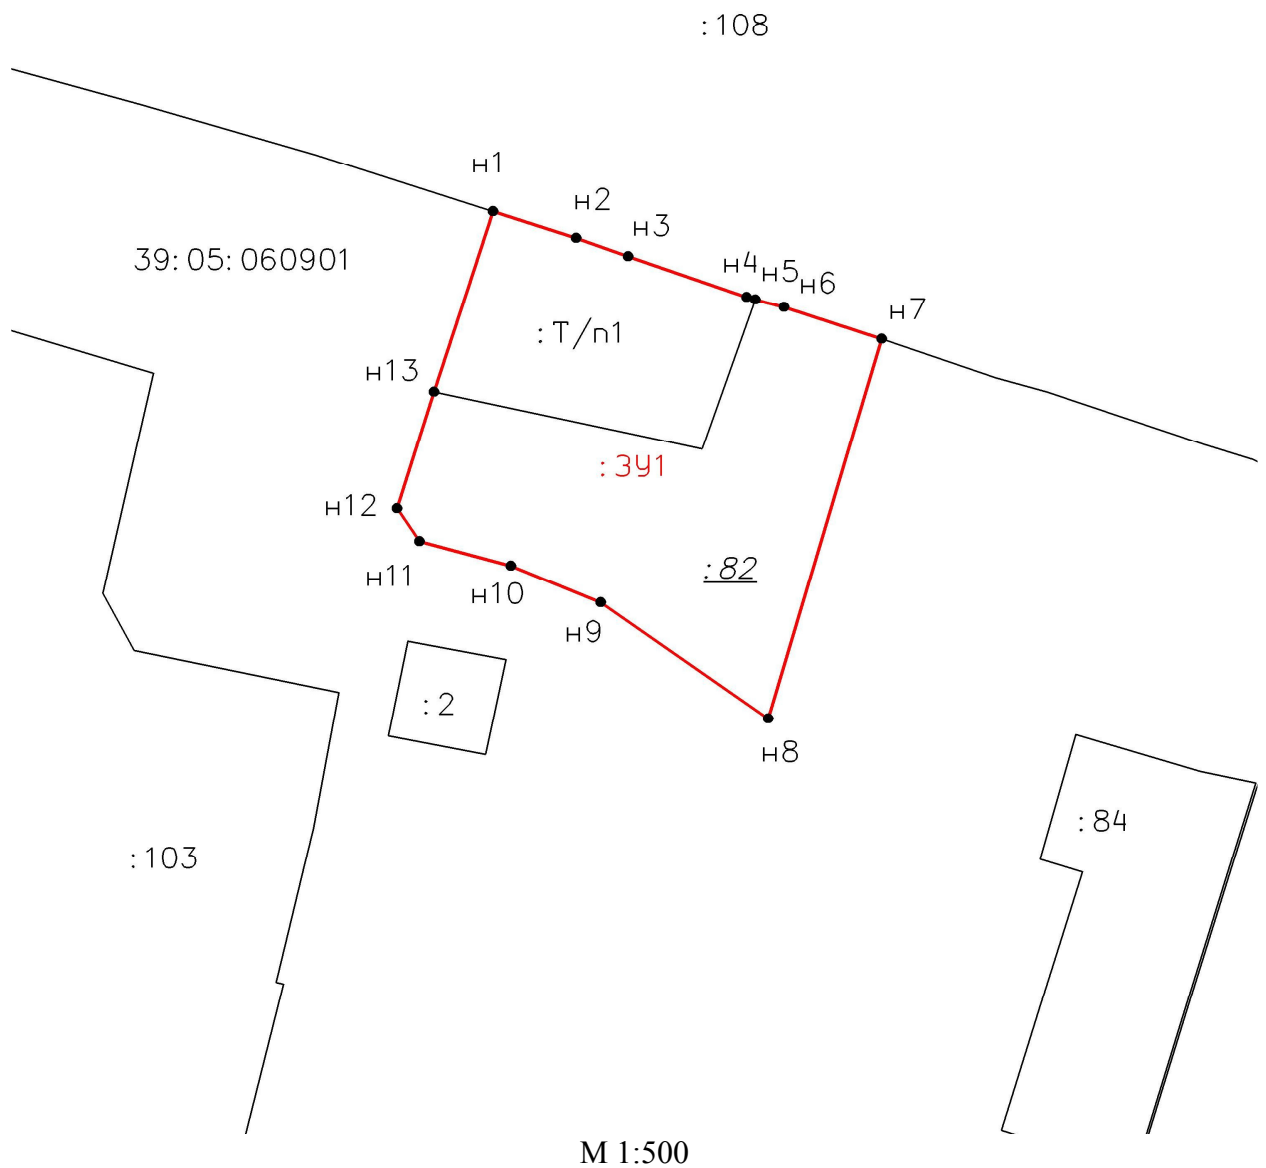 :108
н1
н2
н3
39:05:060901
н4
н5
н6
н7
:Т/п1
н13
:ЗУ1
н12
:82
н11
н10
н9
:2
н8
:84
:103
М 1:500